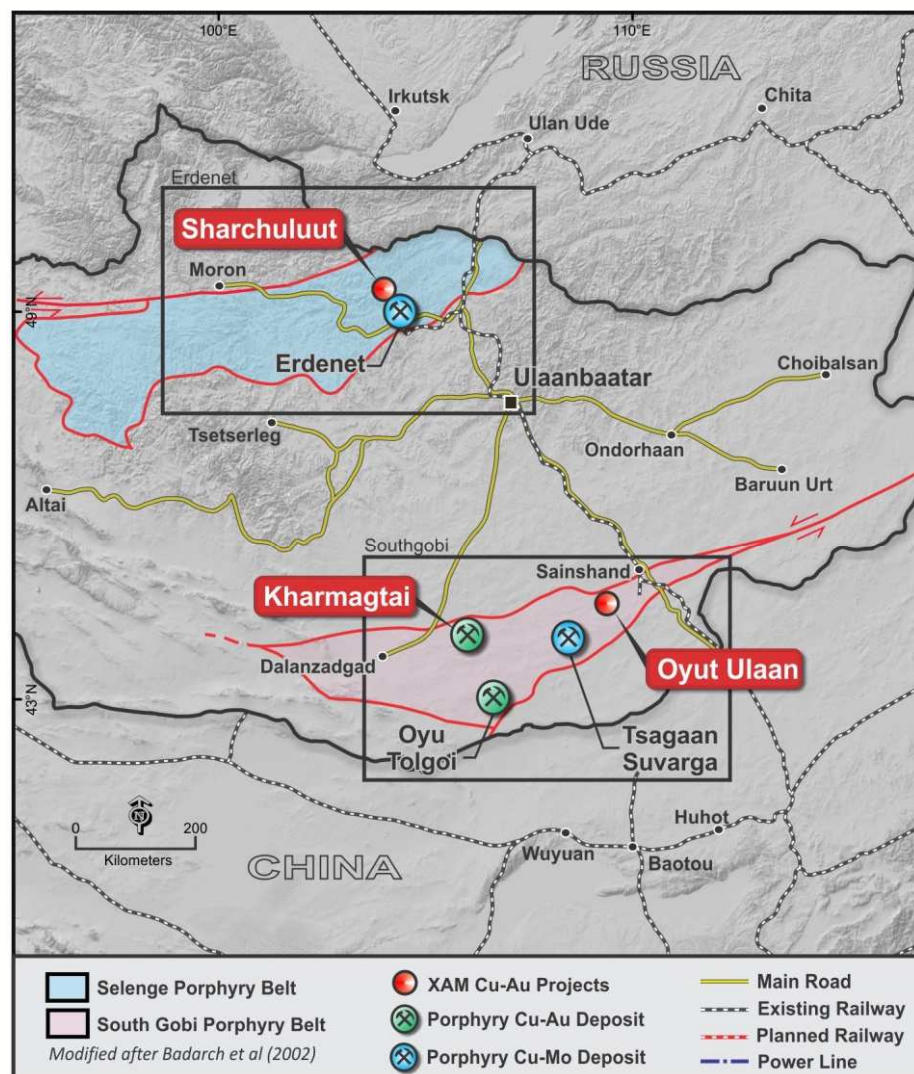 100°E
110°E
RUSSIA
Irkutsk
Chita
Ulan Ude
Erdenet
Sharchuluut
Moron
49°N
Erdenet
Choibalsan
Ulaanbaatar
Tsetserleg
Ondorhaan
Baruun Urt
Altai
Southgobi
Sainshand
Kharmagtai
Dalanzadgad
Oyut Ulaan
43°N
Oyu
Tolgoi
Tsagaan
Suvarga
N
0 200
Kilometers
Huhot
Wuyuan
Baotou
CHINA
Selenge Porphyry Belt
South Gobi Porphyry Belt
Modified after Badarch et al (2002)
XAM Cu-Au Projects
Porphyry Cu-Au Deposit
Porphyry Cu-Mo Deposit
Main Road
Existing Railway
Planned Railway
Power Line